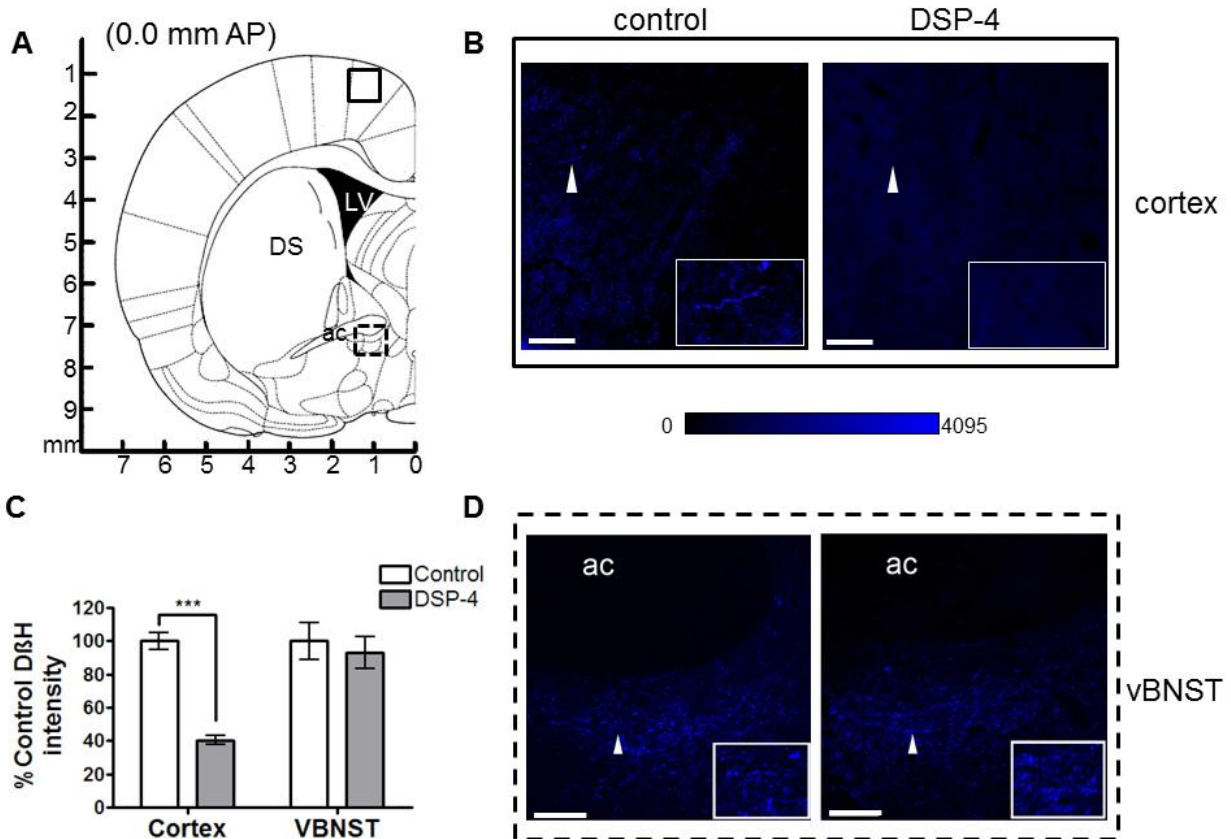 A
(0.0 mm AP)
1
2
3
4
5
6
7
8
9
mm
7 6 5 4 3 2 1 0
LV
DS
ac
B
control DSP-4
cortex
0 4095
C
Control
DSP-4
***
% Control DßH
intensity
120
100
80
60
40
20
0
Cortex VBNST
D
ac ac
vBNST